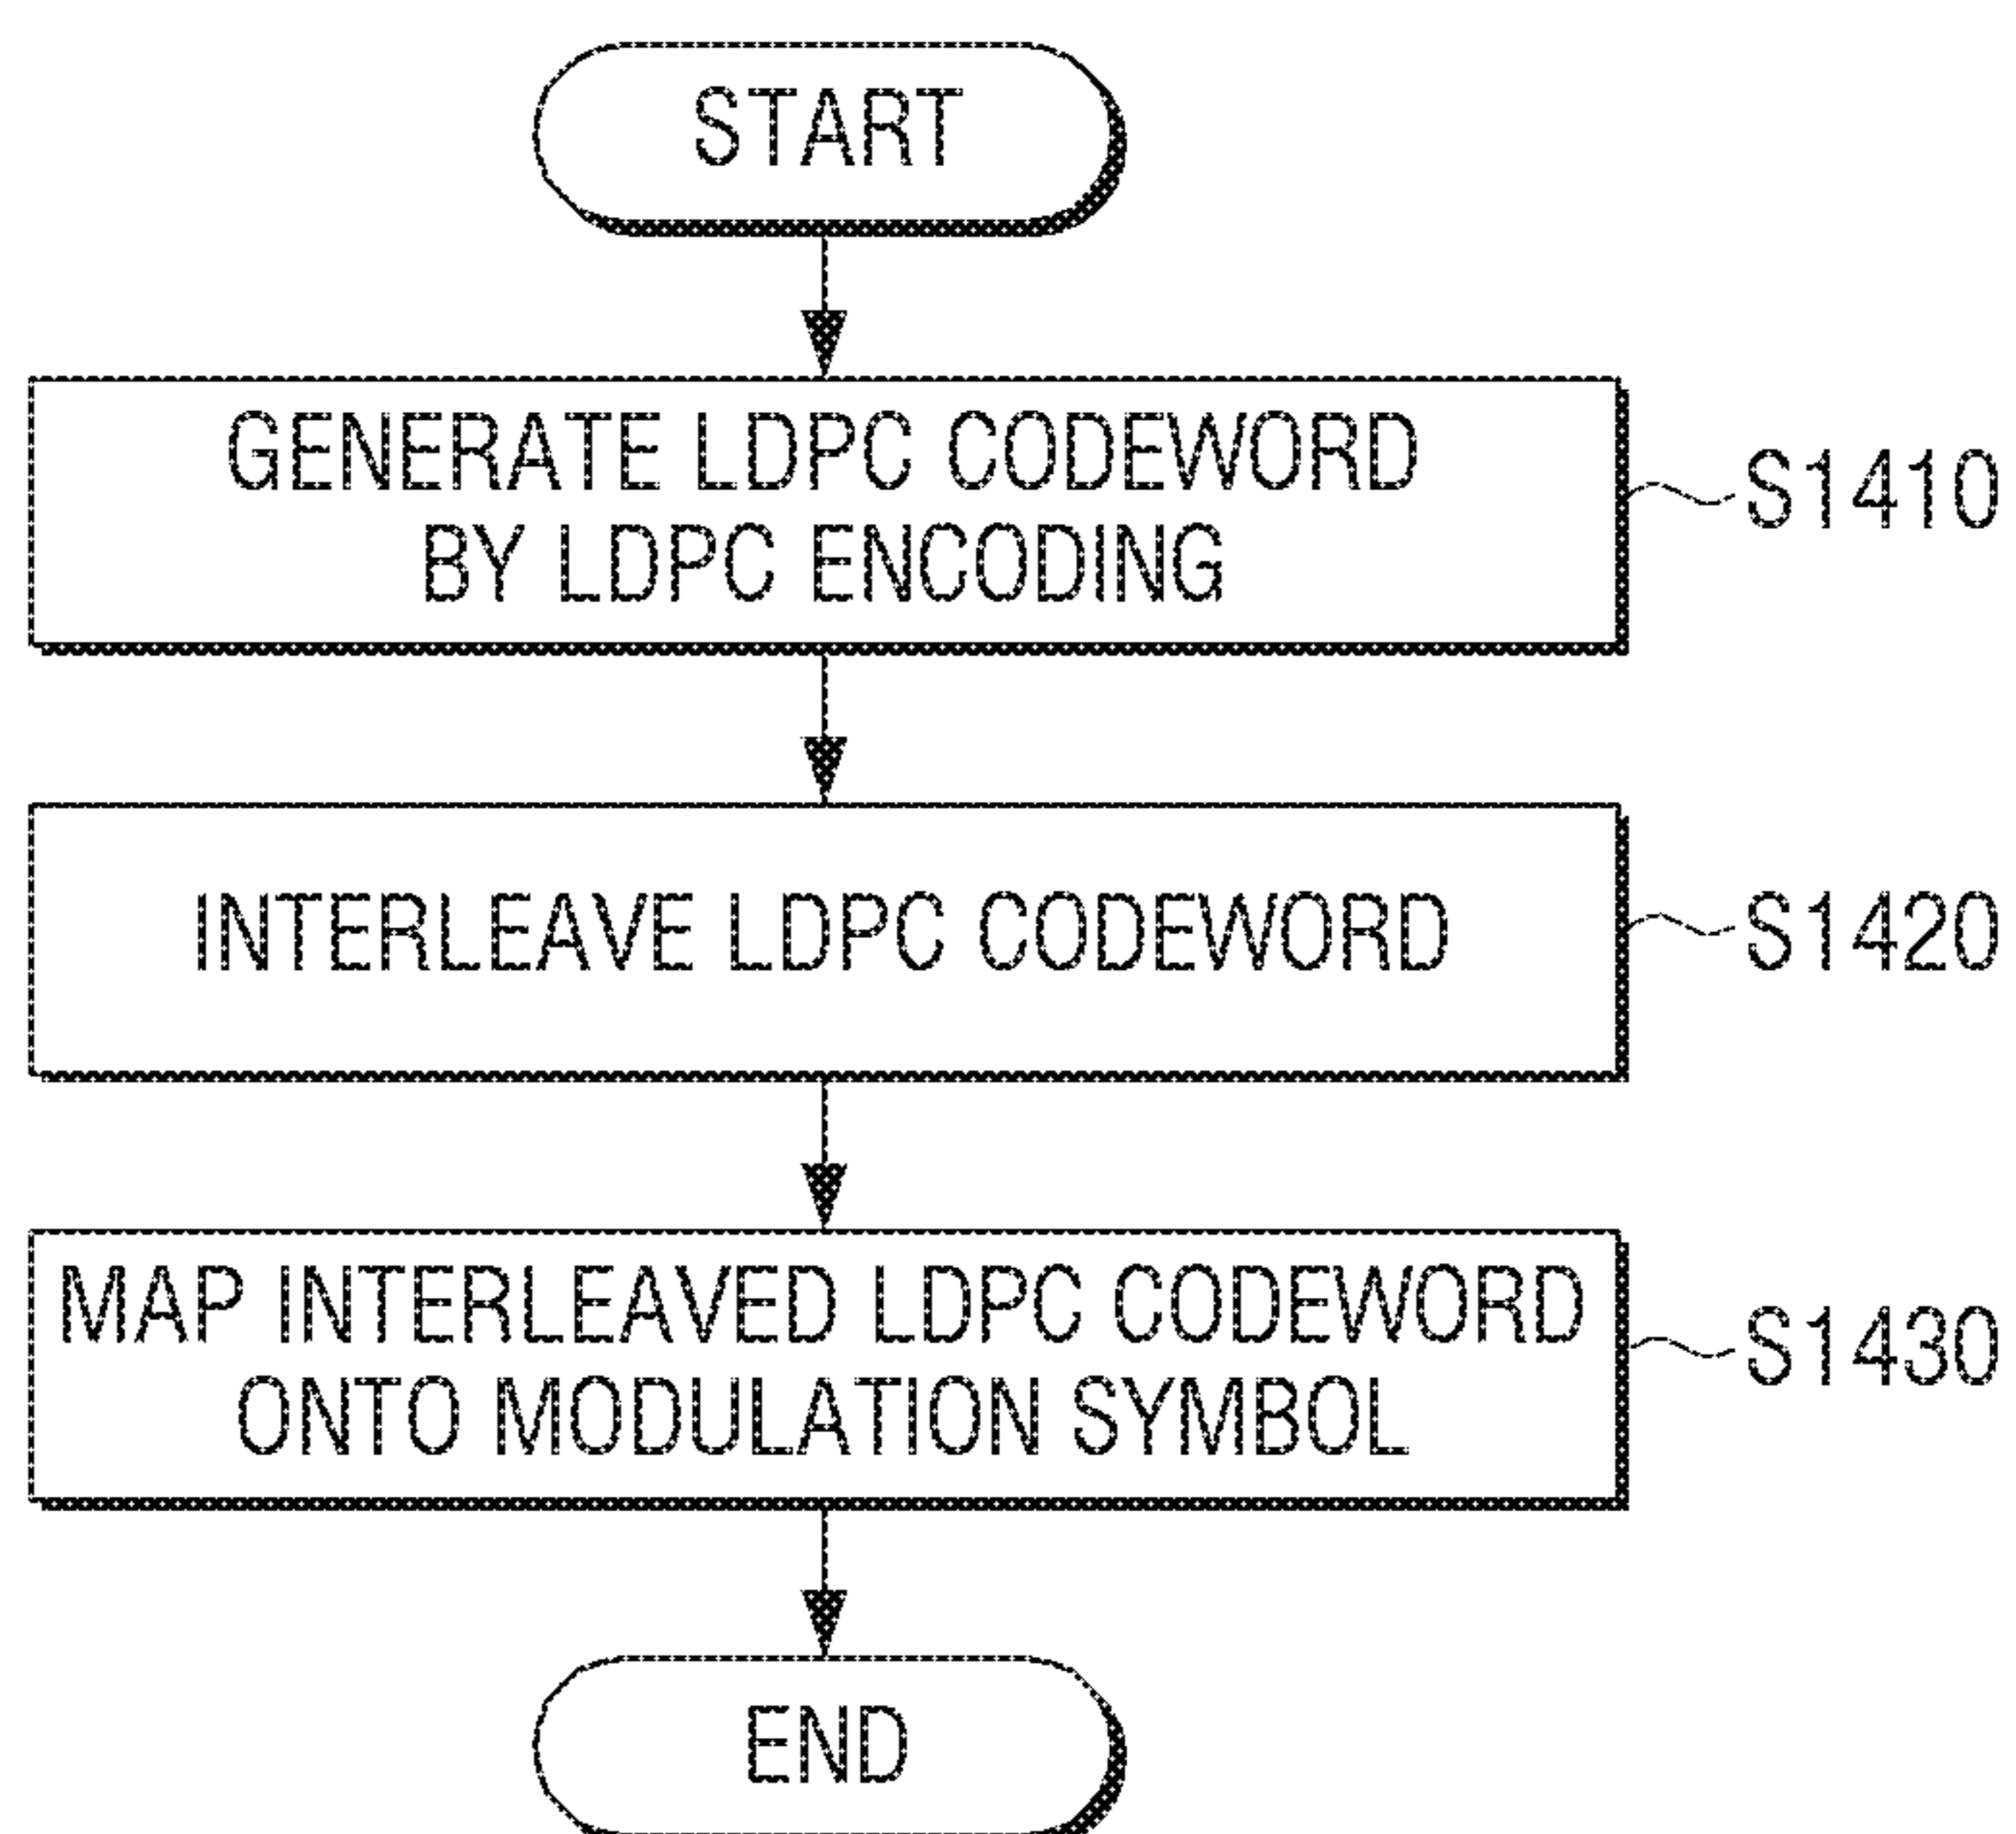 START
GENERATE LDPC CODEWORD
BY LDPC ENCODING
S1410
INTERLEAVE LDPC CODEWORD
S1420
MAP INTERLEAVED LDPC CODEWORD
ONTO MODULATION SYMBOL
S1430
END